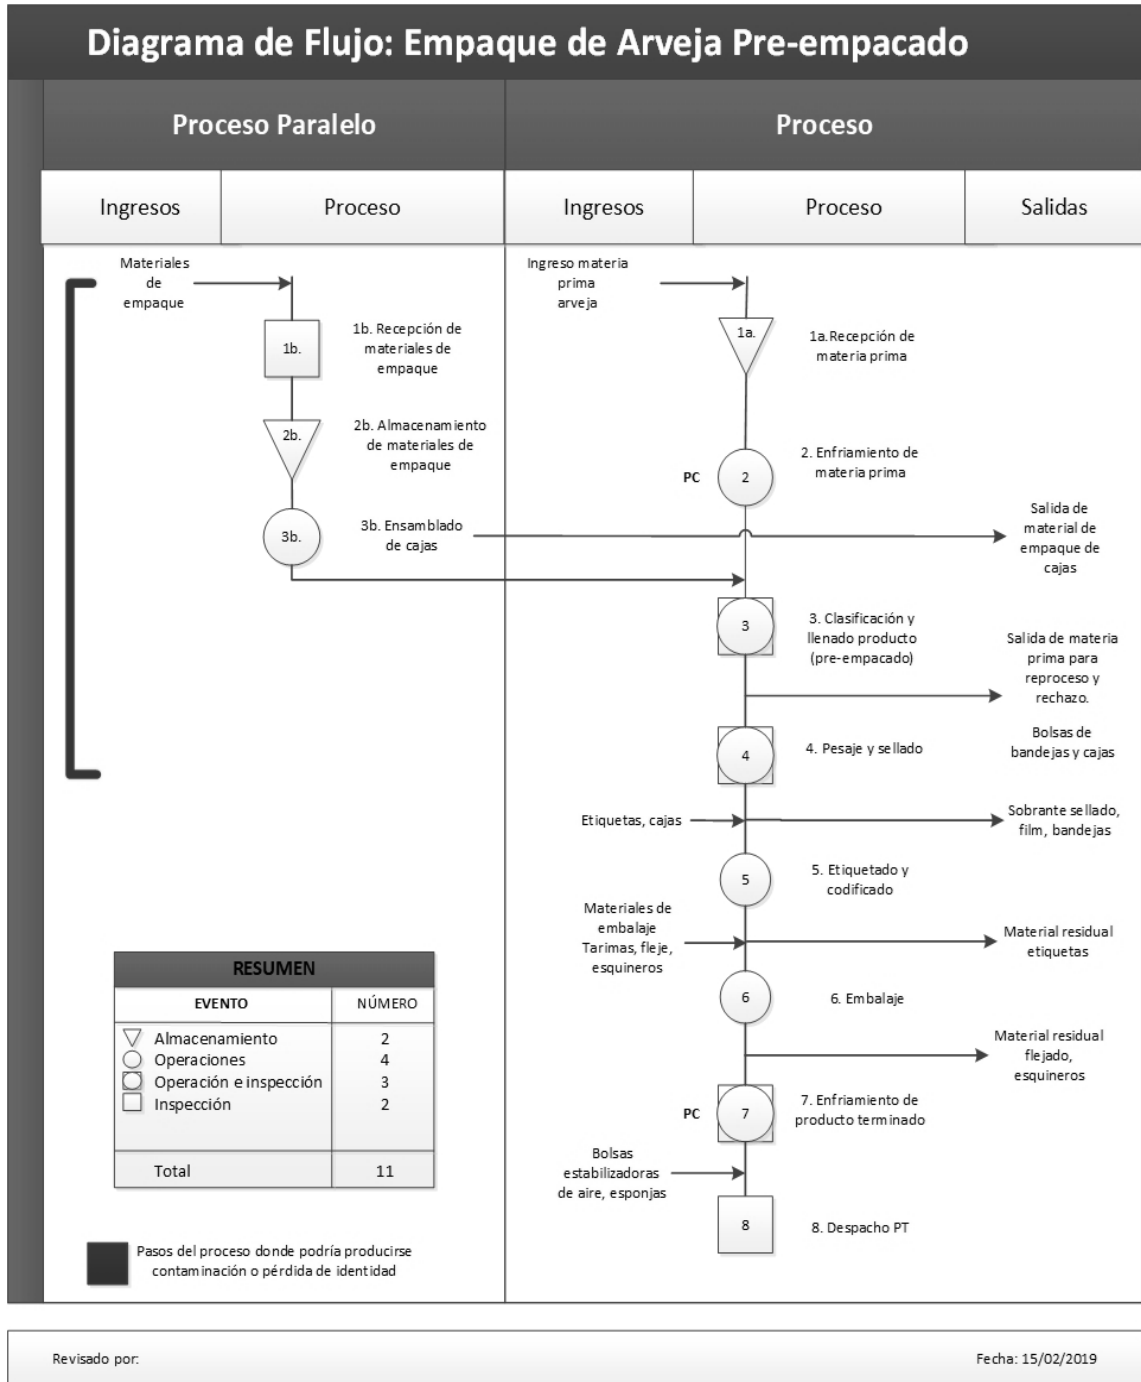 Diagrama de Flujo: Empaque de Arveja Pre-empacado
Proceso Paralelo
Proceso
Ingresos
Proceso
Ingresos
Proceso
Salidas
Materiales
de
empaque
1b.
1b. Recepción de
materiales de
empaque
2b.
2b. Almacenamiento
de materiales de
empaque
3b.
3b. Ensamblado
de cajas
Ingreso materia
prima
arveja
1a.
1a.Recepción de
materia prima
PC
2
2. Enfriamiento de
materia prima
Salida de
material de
empaque de
cajas
3
3. Clasificación y
llenado producto
(pre-empacado)
Salida de materia
prima para
reproceso y
rechazo.
4
4. Pesaje y sellado
Bolsas de
bandejas y cajas
Etiquetas, cajas
Sobrante sellado,
film, bandejas
5
5. Etiquetado y
codificado
Materiales de
embalaje
Tarimas, fleje,
esquineros
Material residual
etiquetas
6
6. Embalaje
Material residual
flejado,
esquineros
PC
7
7. Enfriamiento de
producto terminado
Bolsas
estabilizadoras
de aire, esponjas
8
8. Despacho PT
RESUMEN
EVENTO NÚMERO
Almacenamiento 2
Operaciones 4
Operación e inspección 3
Inspección 2
Total 11
Pasos del proceso donde podría producirse
contaminación o pérdida de identidad
Revisado por:
Fecha: 15/02/2019